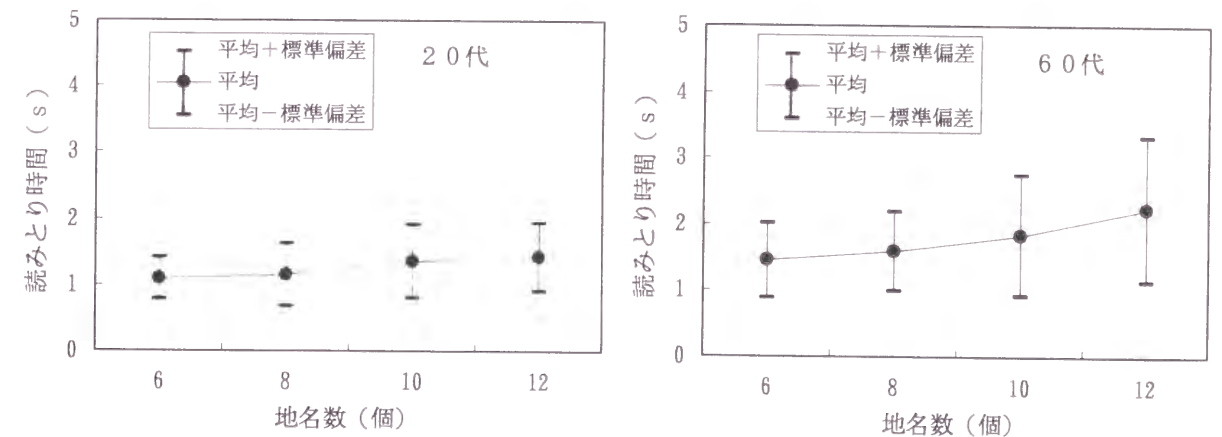 5
4
3
2
1
0
読みとり時間（ｓ）
平均＋標準偏差
平均
平均－標準偏差
２０代
6
8
10
12
地名数（個）
5
4
3
2
1
0
読みとり時間（ｓ）
平均＋標準偏差
平均
平均－標準偏差
６０代
6
8
10
12
地名数（個）